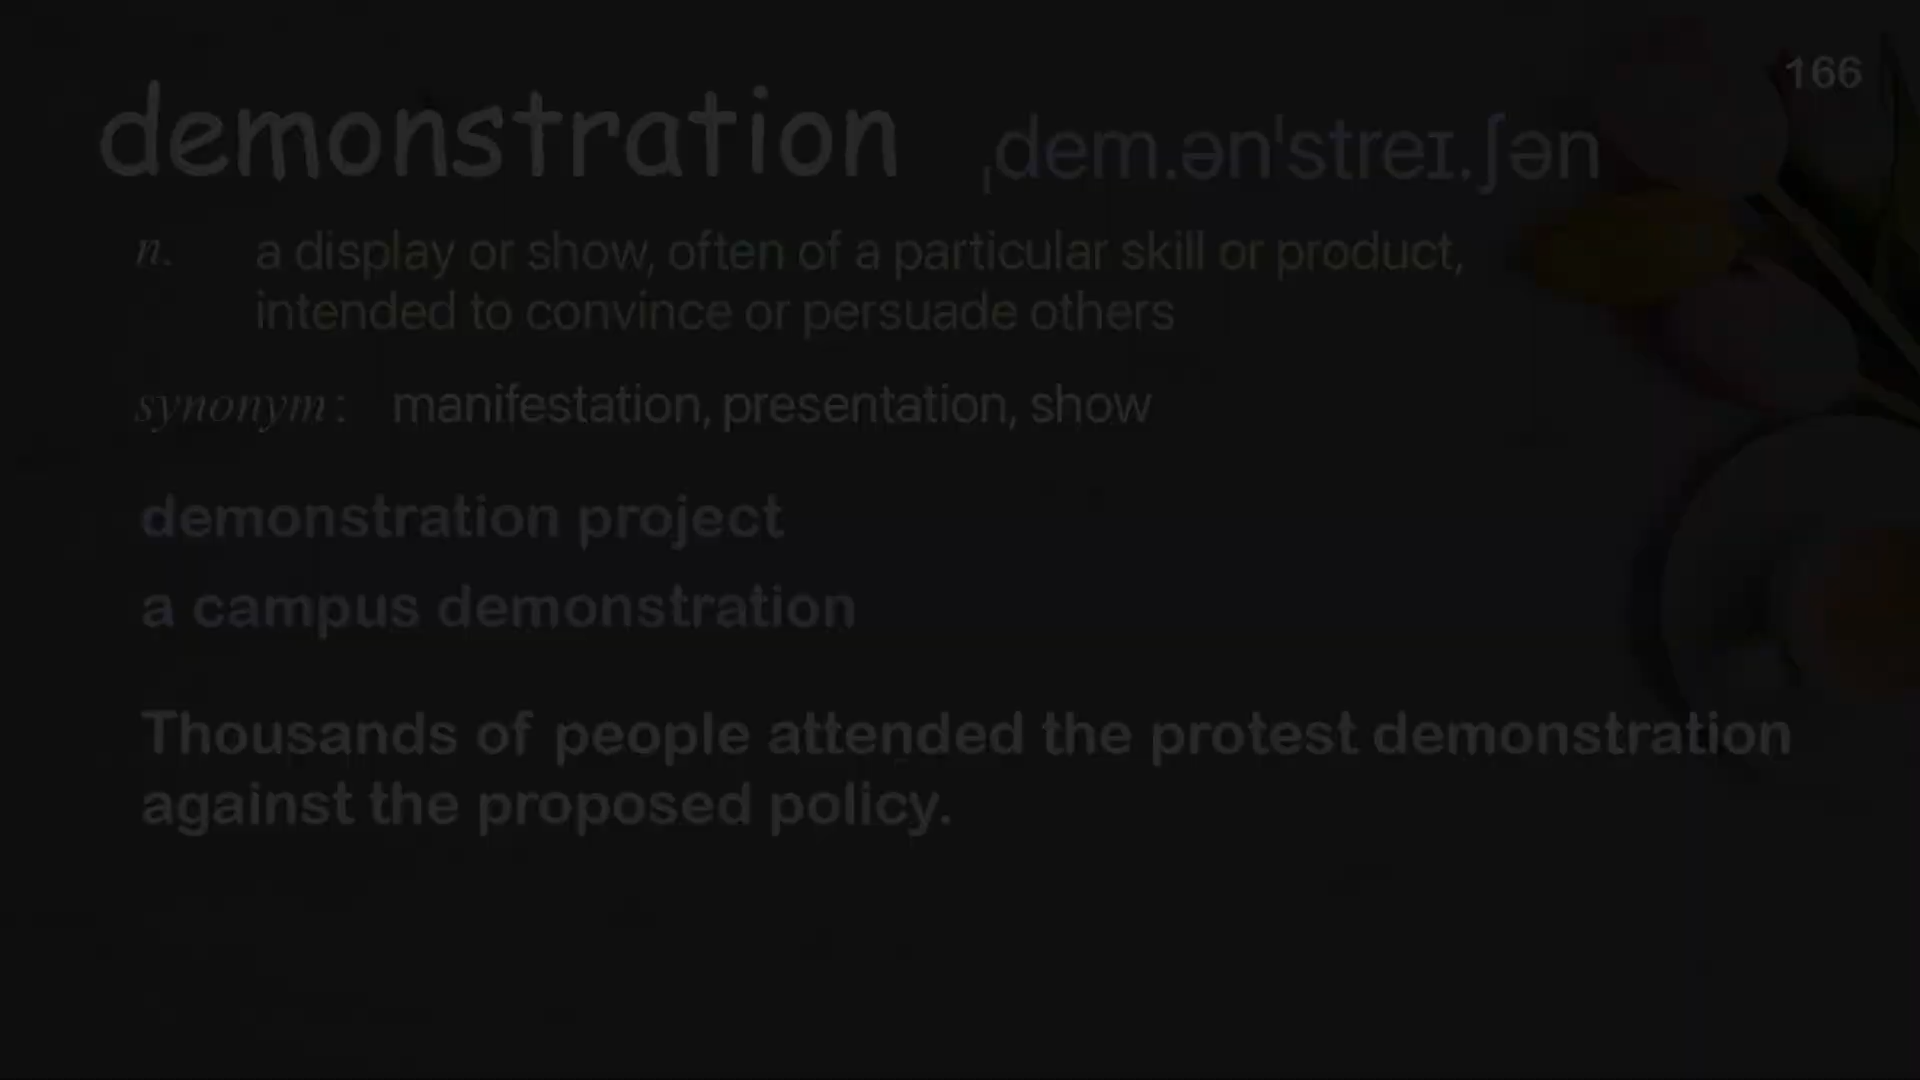 166
demonstration ˌdem.ənˈstreɪ.ʃən
n. a display or show, often of a particular skill or product,
intended to convince or persuade others
synonym: manifestation, presentation, show
demonstration project
a campus demonstration
Thousands of people attended the protest demonstration
against the proposed policy.